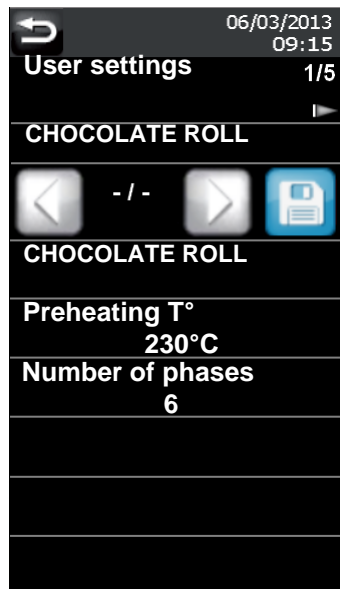 06/03/2013
09:15
User settings
1/5
CHOCOLATE ROLL
- / -
CHOCOLATE ROLL
Preheating T°
230°C
Number of phases
6